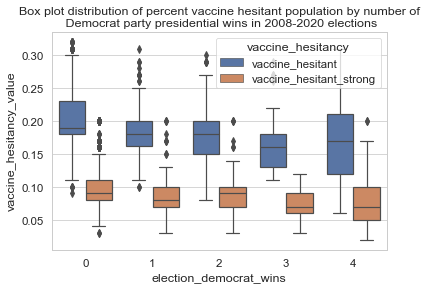 Box plot distribution of percent vaccine hesitant population by number of
Democrat party presidential wins in 2008-2020 elections
vaccine_hesitancy
vaccine_hesitant
vaccine_hesitant_strong
vaccine_hesitancy_value
0.30
0.25
0.20
0.15
0.10
0.05
0 1 2 3 4
election_democrat_wins